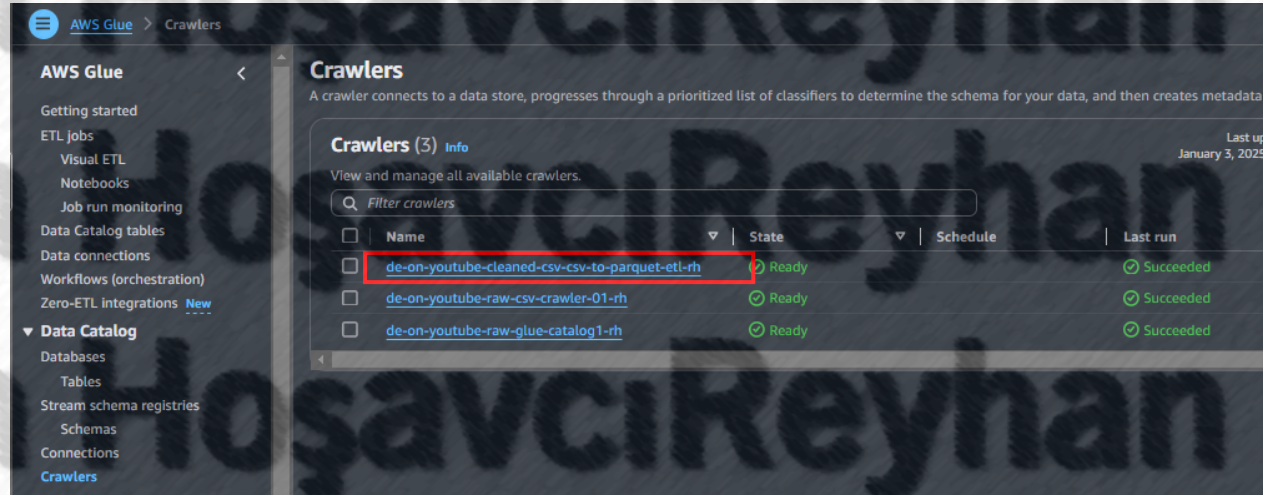 AWS Glue > Crawlers
AWS Glue
Getting started
ETL jobs
Visual ETL
Notebooks
Job run monitoring
Data Catalog tables
Data connections
Workflows (orchestration)
Zero-ETL integrations New
Data Catalog
Databases
Tables
Stream schema registries
Schemas
Connections
Crawlers
Crawlers
A crawler connects to a data store, progresses through a prioritized list of classifiers to determine the schema for your data, and then creates metadata
Crawlers (3) Info
Last up
January 3, 2025
View and manage all available crawlers.
Filter crawlers
Name State Schedule Last run
de-on-youtube-cleaned-csv-csv-to-parquet-etl-rh Ready Succeeded
de-on-youtube-raw-csv-crawler-01-rh Ready Succeeded
de-on-youtube-raw-glue-catalog1-rh Ready Succeeded
HoşavcıReyhan
HoşavcıReyhan
HoşavcıReyhan